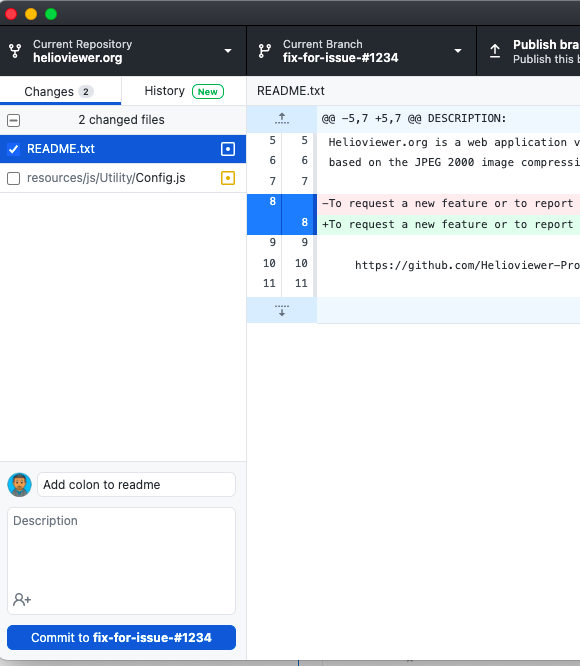 Current Repository
helioviewer.org
Current Branch
fix-for-issue-#1234
Publish bra
Publish this b
Changes 2
History New
README.txt
2 changed files
@@ -5,7 +5,7 @@ DESCRIPTION:
README.txt
resources/js/Utility/Config.js
5 5 Helioviewer.org is a web application v
6 6 based on the JPEG 2000 image compressi
7 7
8 -To request a new feature or to report
8 +To request a new feature or to report
9 9
10 10 https://github.com/Helioviewer-Pro
11 11
Add colon to readme
Description
Commit to fix-for-issue-#1234